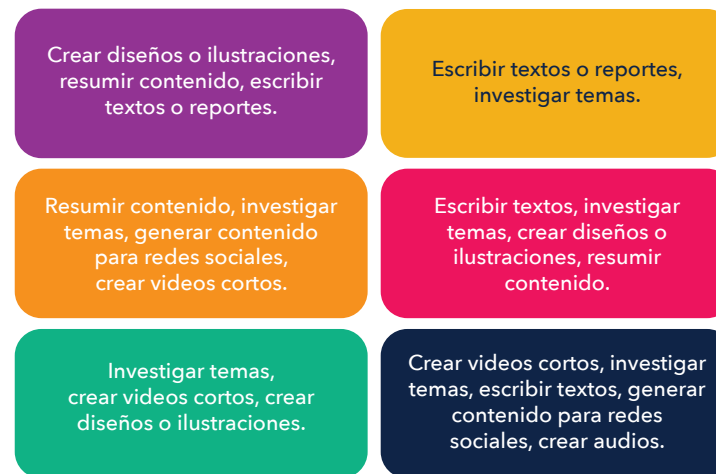 Crear diseños o ilustraciones,
resumir contenido, escribir
textos o reportes.
Escribir textos o reportes,
investigar temas.
Resumir contenido, investigar
temas, generar contenido
para redes sociales,
crear videos cortos.
Escribir textos, investigar
temas, crear diseños o
ilustraciones, resumir
contenido.
Investigar temas,
crear videos cortos, crear
diseños o ilustraciones.
Crear videos cortos, investigar
temas, escribir textos, generar
contenido para redes
sociales, crear audios.